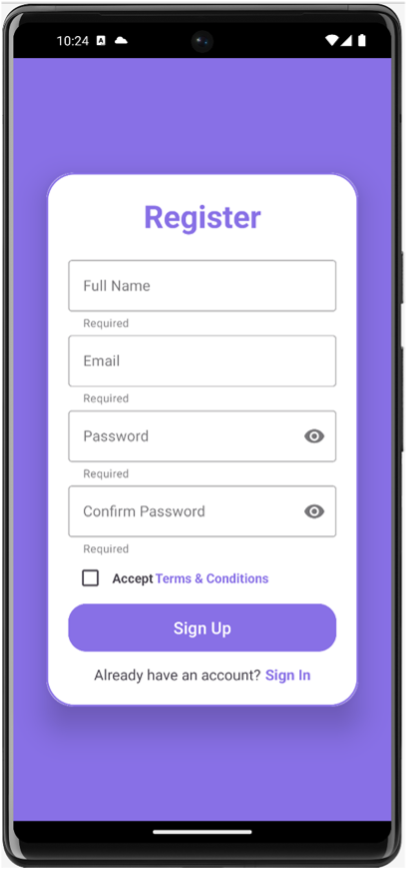 10:24 A
Register
Full Name
Required
Email
Required
Password
Required
Confirm Password
Required
Accept Terms & Conditions
Sign Up
Already have an account? Sign In